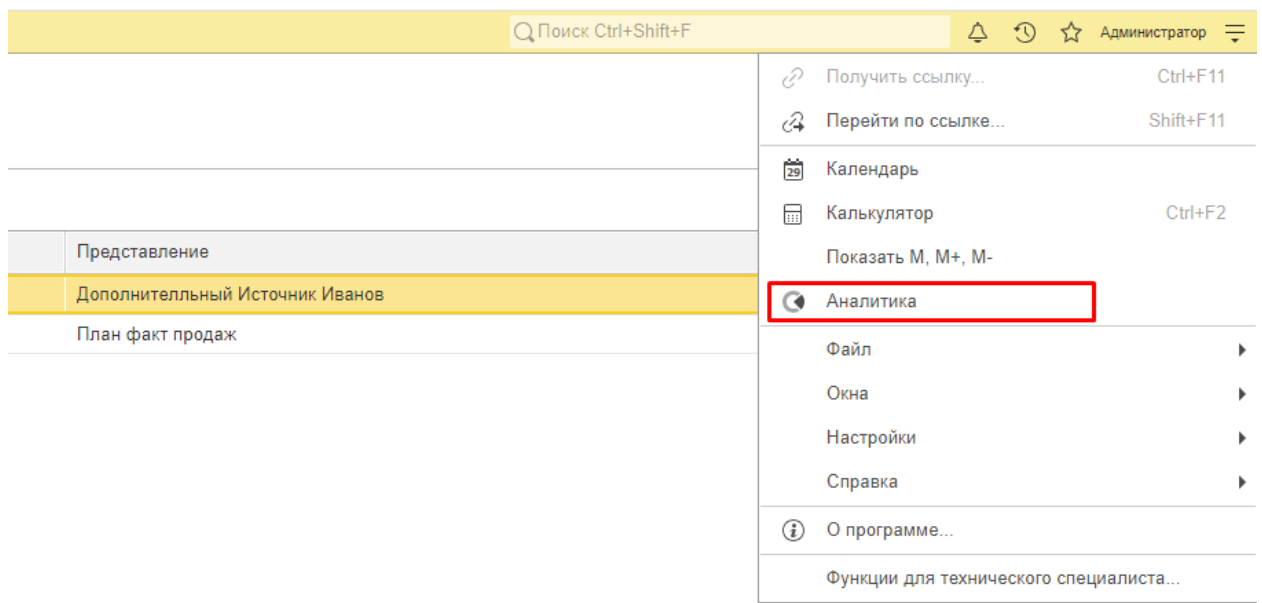 Поиск Ctrl+Shift+F
Администратор
Получить ссылку... Ctrl+F11
Перейти по ссылке... Shift+F11
29 Календарь
Калькулятор Ctrl+F2
Показать M, M+, M-
Аналитика
Файл
Окна
Настройки
Справка
О программе...
Функции для технического специалиста...
Представление
Дополнителльный Источник Иванов
План факт продаж